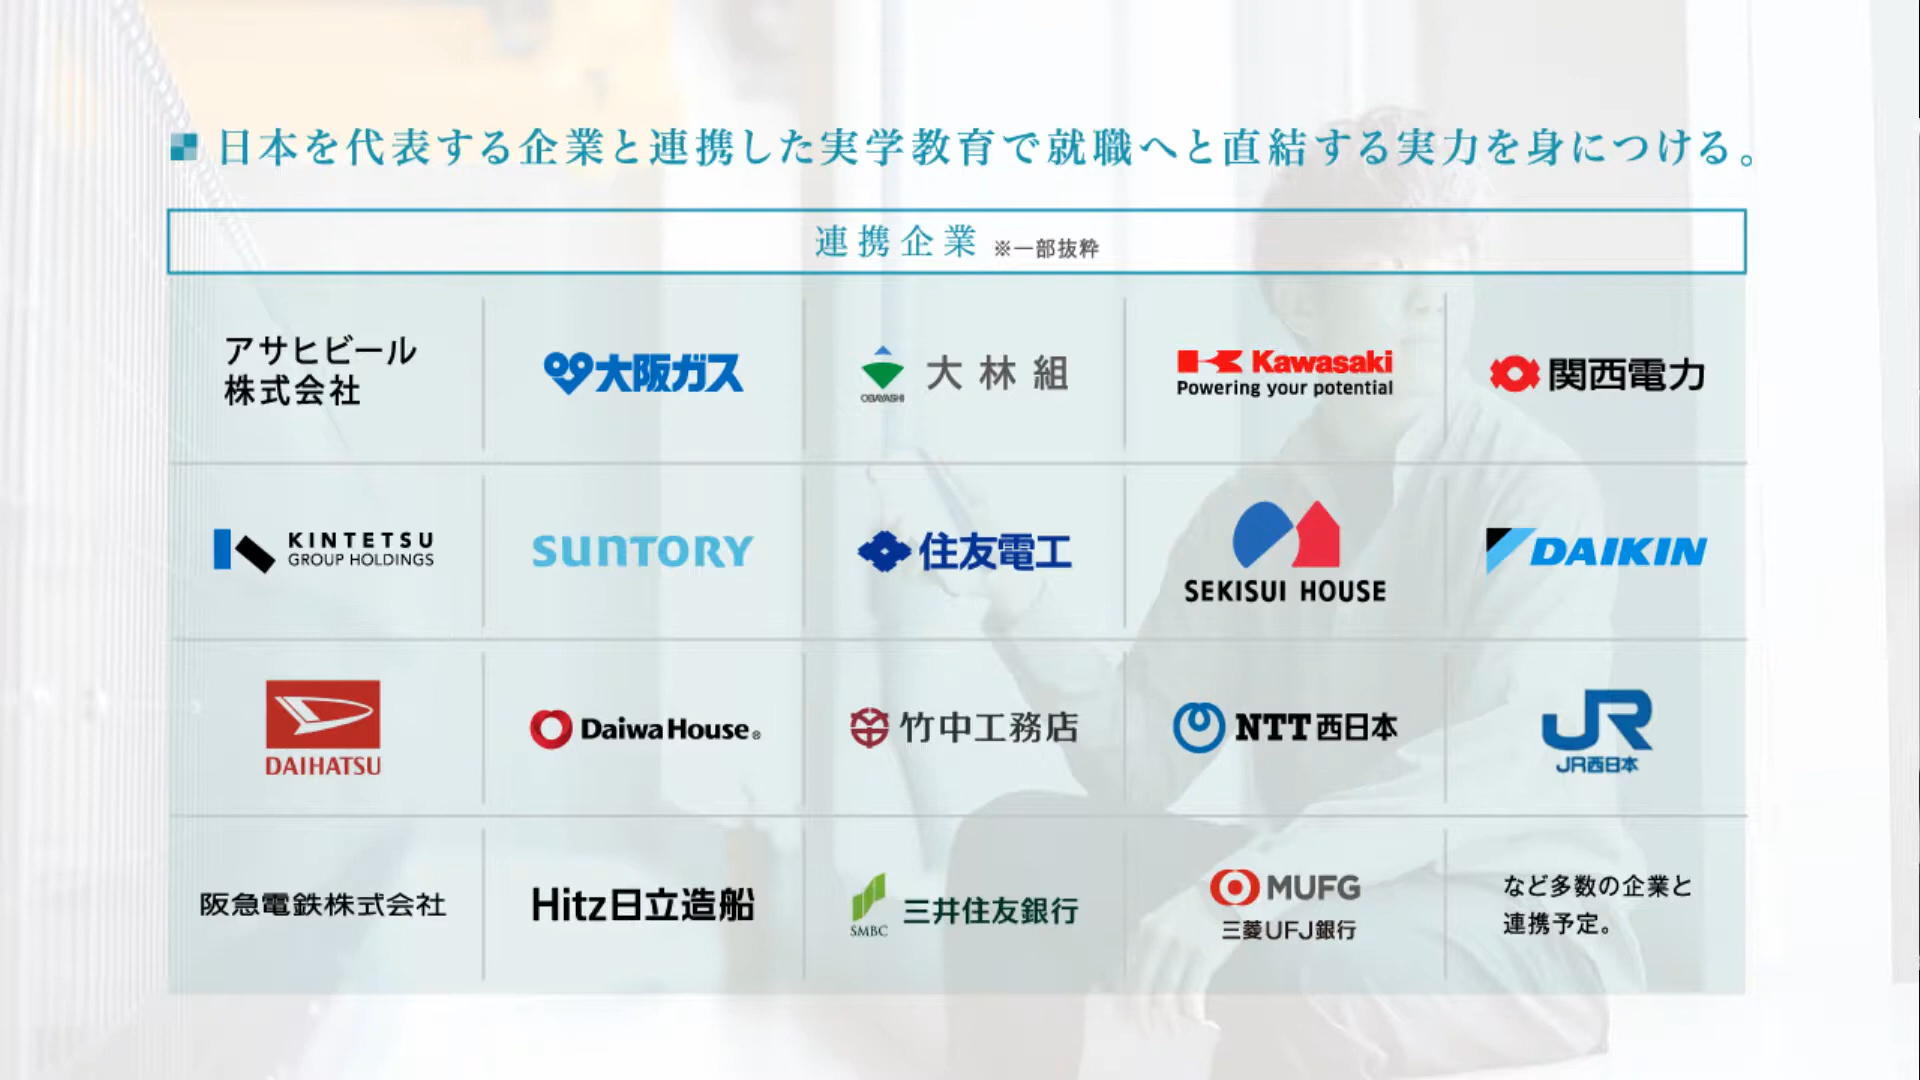 日本を代表する企業と連携した実学教育で就職へと直結する実力を身につける。
連携企業 ※一部抜粋
アサヒビール
株式会社
大阪ガス
OBAYASHI
大林組
Kawasaki
Powering your potential
関西電力
KINTETSU
GROUP HOLDINGS
SUNTORY
住友電工
SEKISUI HOUSE
DAIKIN
DAIHATSU
Daiwa House®
竹中工務店
NTT西日本
JR
JR西日本
阪急電鉄株式会社
Hitz日立造船
SMBC
三井住友銀行
MUFG
三菱UFJ銀行
など多数の企業と
連携予定。